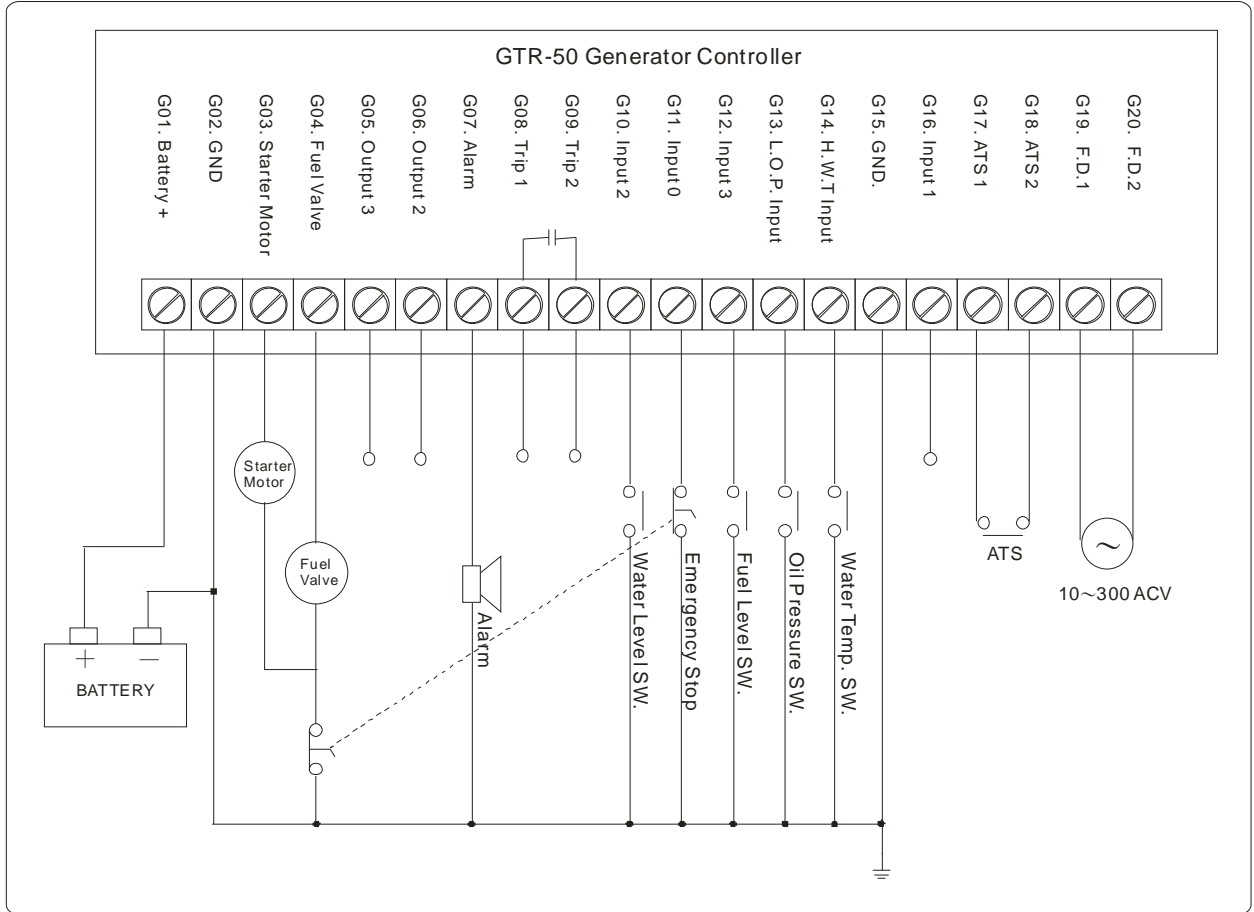 GTR-50 Generator Controller
G01. Battery +
G02. GND
G03. Starter Motor
G04. Fuel Valve
G05. Output 3
G06. Output 2
G07. Alarm
G08. Trip 1
G09. Trip 2
G10. Input 2
G11. Input 0
G12. Input 3
G13. L.O.P. Input
G14. H.W.T Input
G15. GND.
G16. Input 1
G17. ATS 1
G18. ATS 2
G19. F.D.1
G20. F.D.2
Starter
Motor
Fuel
Valve
Alarm
Water Level SW.
Emergency Stop
Fuel Level SW.
Oil Pressure SW.
Water Temp. SW.
ATS
~
10~300 ACV
+ −
BATTERY